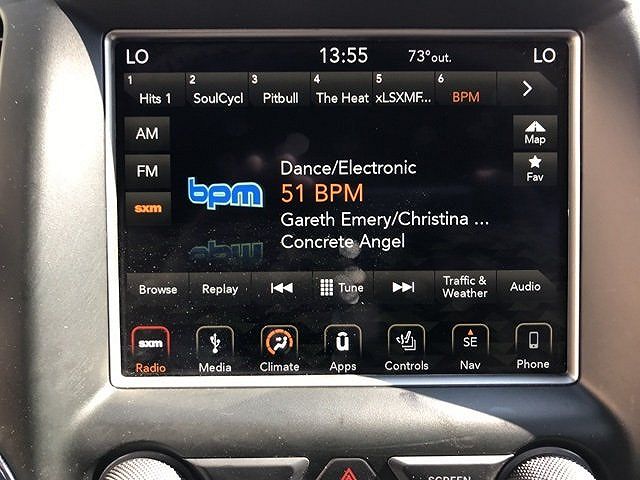 LO 13:55 73°out. LO
1 2 3 4 5 6
Hits 1 SoulCycl Pitbull The Heat xLSXMF... BPM
AM
Map
FM
Fav
sxm
bpm
Dance/Electronic
51 BPM
Gareth Emery/Christina ...
Concrete Angel
Browse Replay Tune Traffic & Weather Audio
sxm SE
Radio Media Climate Apps Controls Nav Phone
SCREEN